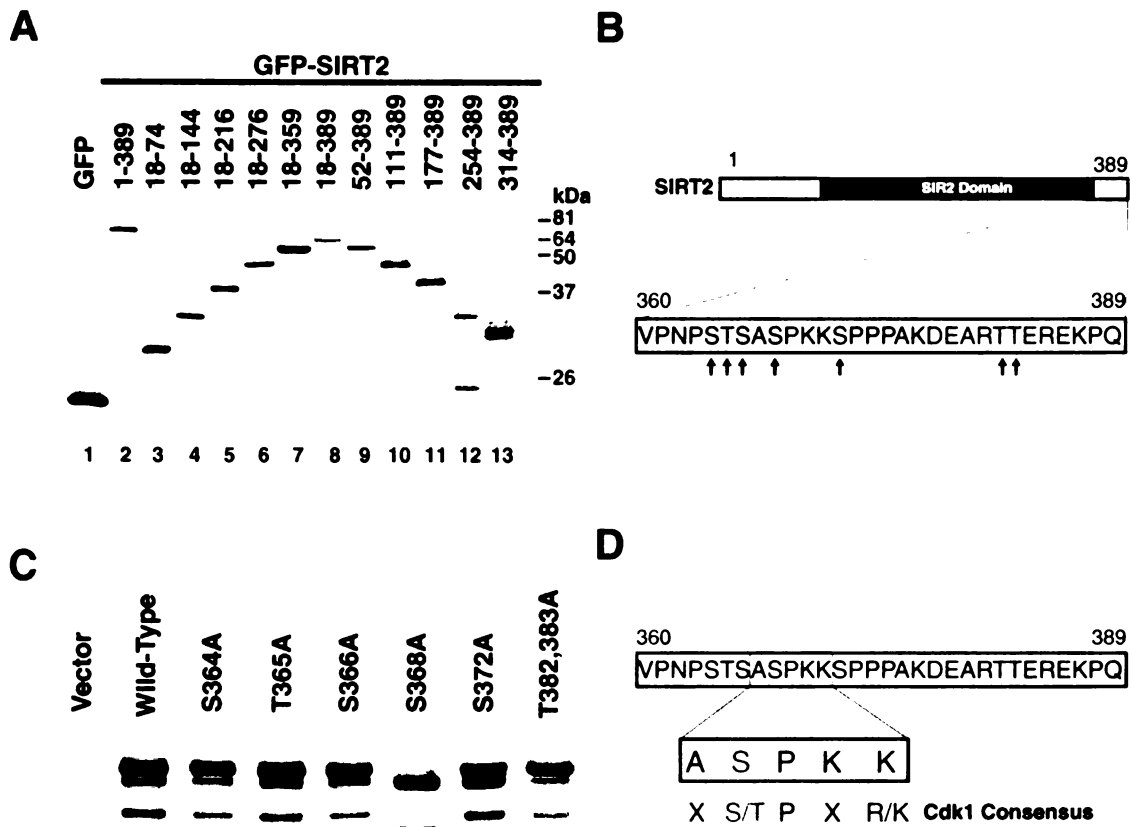 A
GFP-SIRT2
GFP
1-389
18-74
18-144
18-216
18-276
18-359
18-389
52-389
111-389
177-389
254-389
314-389
kDa
-81
-64
-50
-37
-26
1 2 3 4 5 6 7 8 9 10 11 12 13
B
1 389
SIRT2 SIR2 Domain
360 389
VPNPSTSASPKKSPPPAKDEARTTEREKPQ
C
Vector
Wild-Type
S364A
T365A
S366A
S368A
S372A
T382,383A
D
360 389
VPNPSTSASPKKSPPPAKDEARTTEREKPQ
A S P K K
X S/T P X R/K Cdk1 Consensus